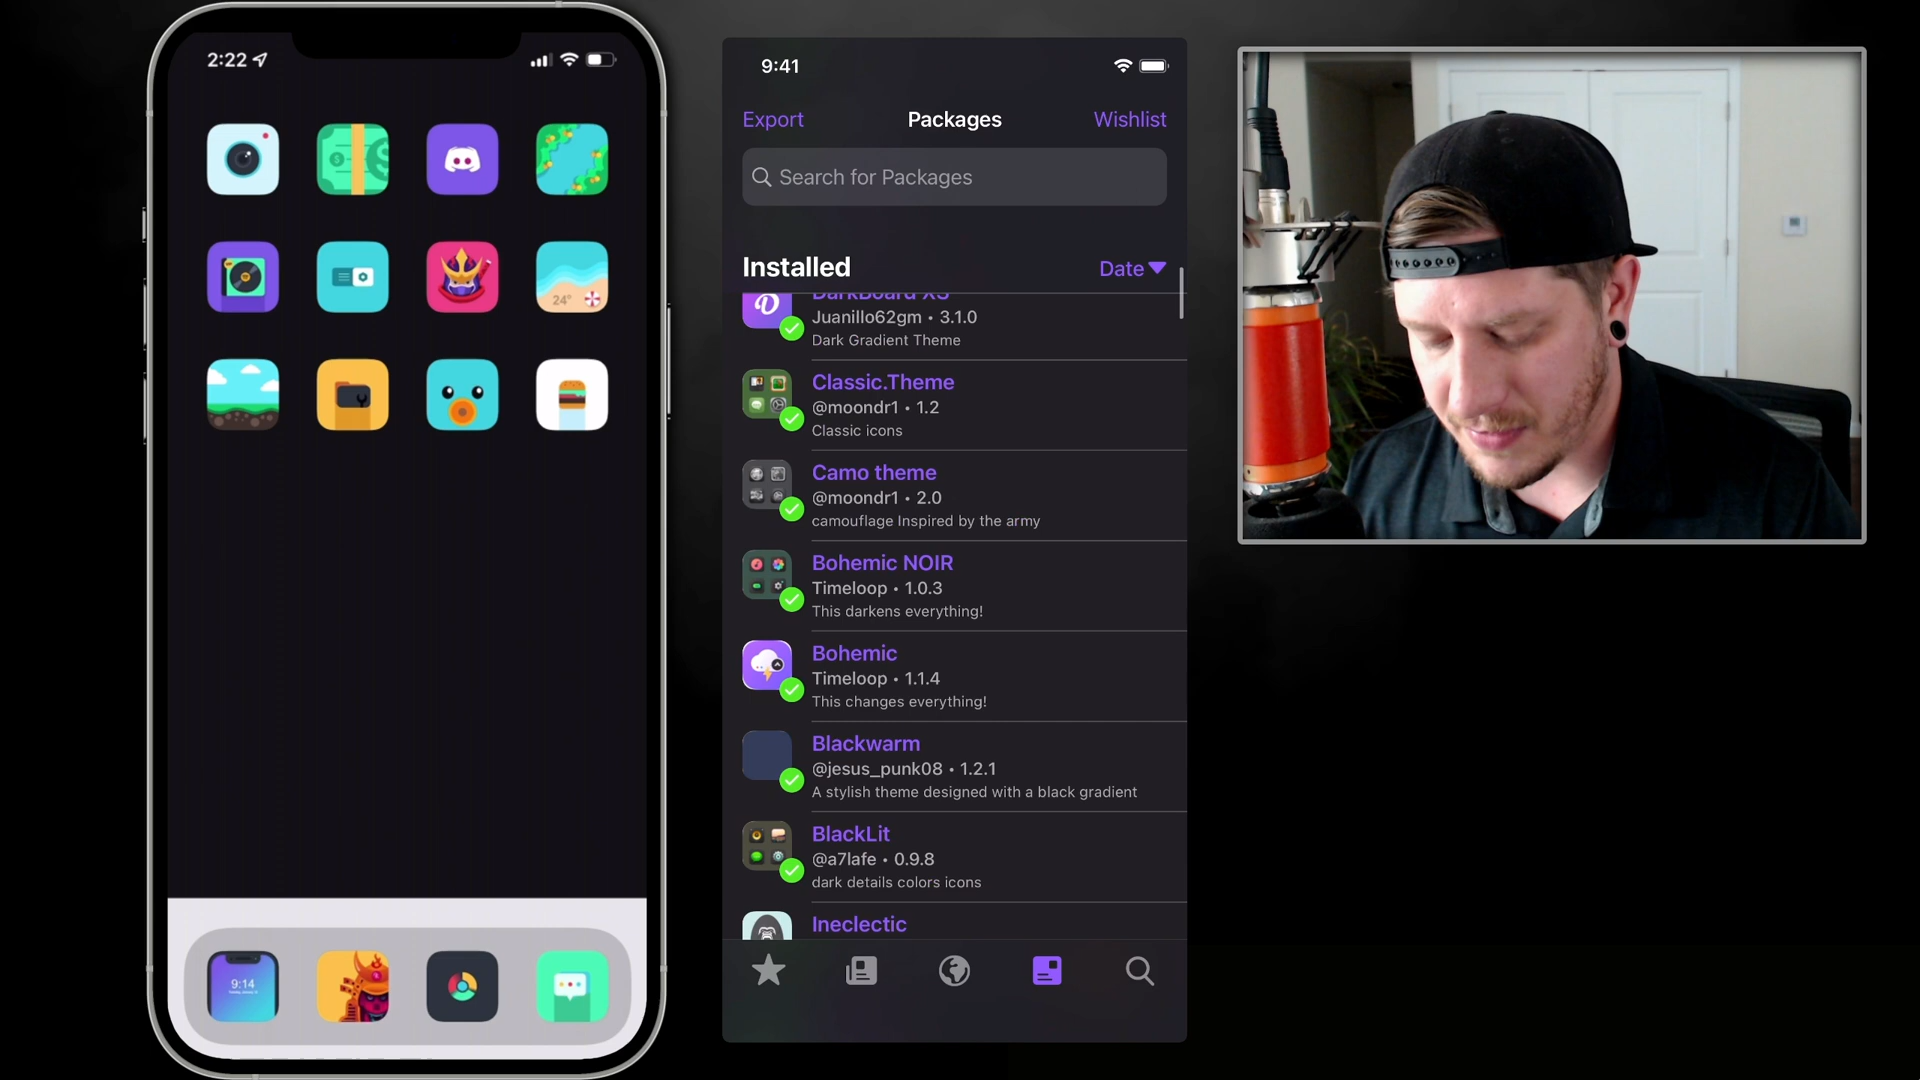 2:22
24°
9:14
9:41
Export
Packages
Wishlist
Search for Packages
Installed
Date
DarkBoard XS
Juanillo62gm • 3.1.0
Dark Gradient Theme
Classic.Theme
@moondr1 • 1.2
Classic icons
Camo theme
@moondr1 • 2.0
camouflage Inspired by the army
Bohemic NOIR
Timeloop • 1.0.3
This darkens everything!
Bohemic
Timeloop • 1.1.4
This changes everything!
Blackwarm
@jesus_punk08 • 1.2.1
A stylish theme designed with a black gradient
BlackLit
@a7lafe • 0.9.8
dark details colors icons
Ineclectic